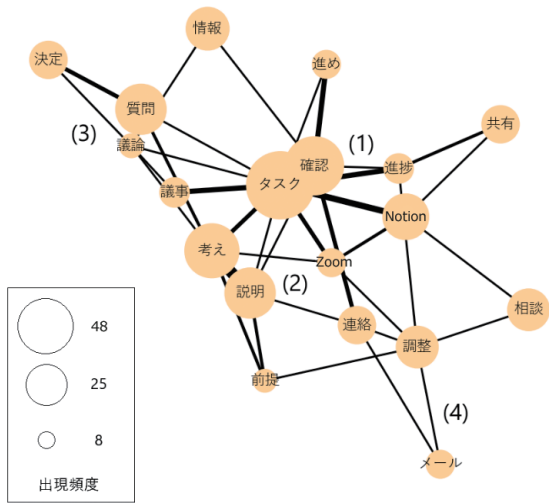 情報
決定
進め
質問
共有
(3)
(1)
議論
確認
進捗
タスク
議事
Notion
考え
Zoom
(2)
説明
相談
連絡
調整
48
前提
25
(4)
8
メール
出現頻度